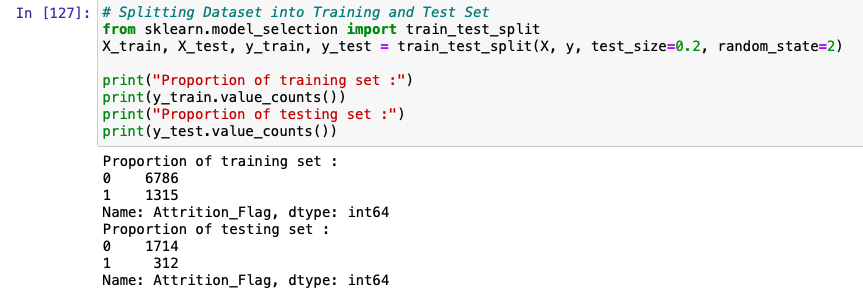 In [127]: # Splitting Dataset into Training and Test Set
from sklearn.model_selection import train_test_split
X_train, X_test, y_train, y_test = train_test_split(X, y, test_size=0.2, random_state=2)

print("Proportion of training set :")
print(y_train.value_counts())
print("Proportion of testing set :")
print(y_test.value_counts())

Proportion of training set :
0    6786
1    1315
Name: Attrition_Flag, dtype: int64
Proportion of testing set :
0    1714
1     312
Name: Attrition_Flag, dtype: int64